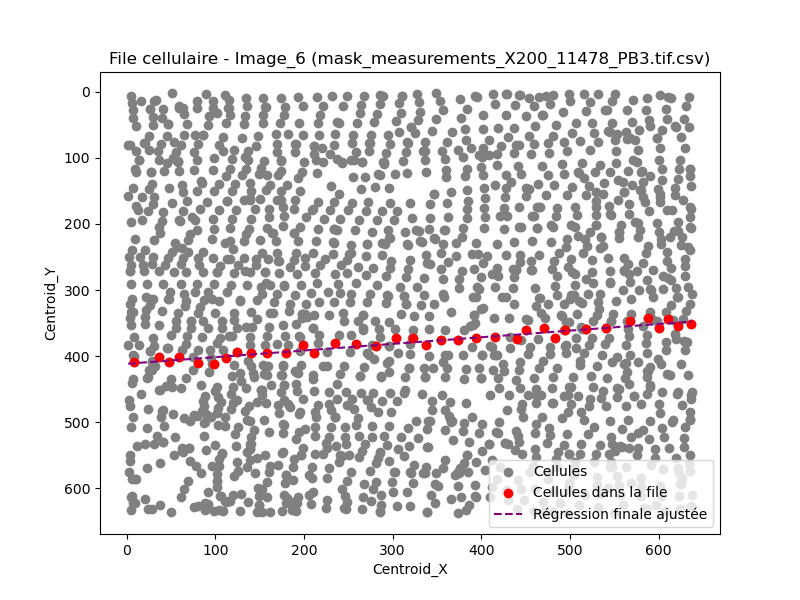 File cellulaire - Image_6 (mask_measurements_X200_11478_PB3.tif.csv)
0
100
200
300
400
500
600
Centroid_Y
Cellules
Cellules dans la file
Régression finale ajustée
0 100 200 300 400 500 600
Centroid_X